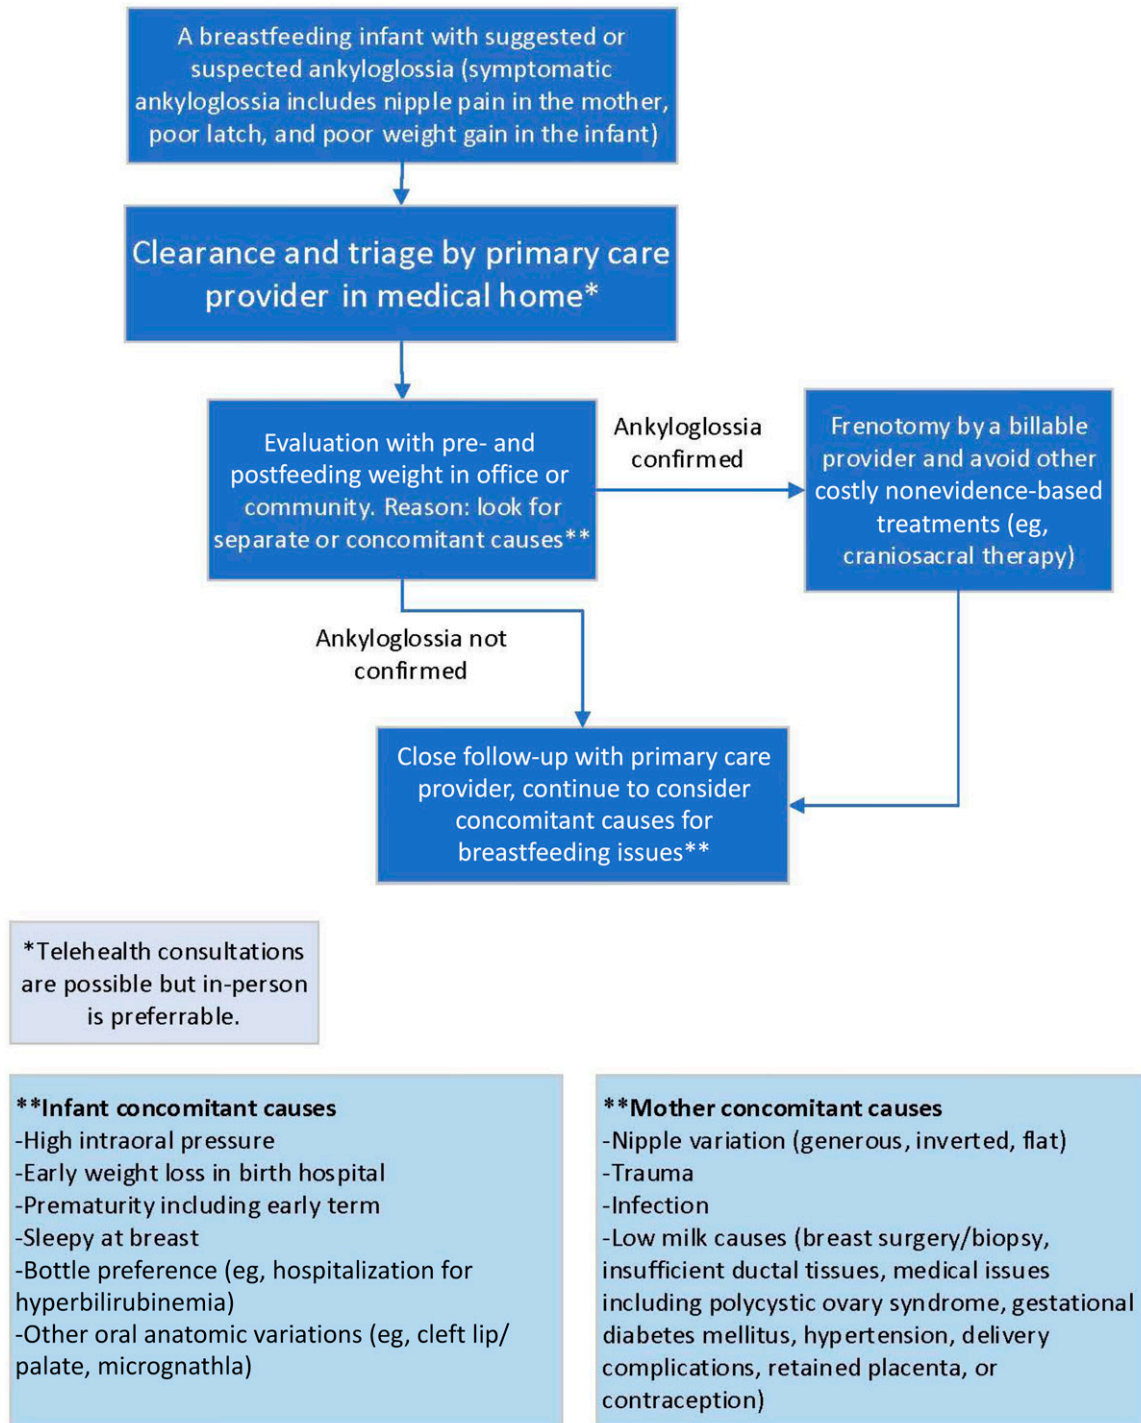 A breastfeeding infant with suggested or
suspected ankyloglossia (symptomatic
ankyloglossia includes nipple pain in the mother,
poor latch, and poor weight gain in the infant)
Clearance and triage by primary care
provider in medical home*
Evaluation with pre- and
postfeeding weight in office or
community. Reason: look for
separate or concomitant causes**
Ankyloglossia
confirmed
Frenotomy by a billable
provider and avoid other
costly nonevidence-based
treatments (eg,
craniosacral therapy)
Ankyloglossia not
confirmed
Close follow-up with primary care
provider, continue to consider
concomitant causes for
breastfeeding issues**
*Telehealth consultations
are possible but in-person
is preferrable.
**Infant concomitant causes
-High intraoral pressure
-Early weight loss in birth hospital
-Prematurity including early term
-Sleepy at breast
-Bottle preference (eg, hospitalization for
hyperbilirubinemia)
-Other oral anatomic variations (eg, cleft lip/
palate, micrognathla)
**Mother concomitant causes
-Nipple variation (generous, inverted, flat)
-Trauma
-Infection
-Low milk causes (breast surgery/biopsy,
insufficient ductal tissues, medical issues
including polycystic ovary syndrome, gestational
diabetes mellitus, hypertension, delivery
complications, retained placenta, or
contraception)